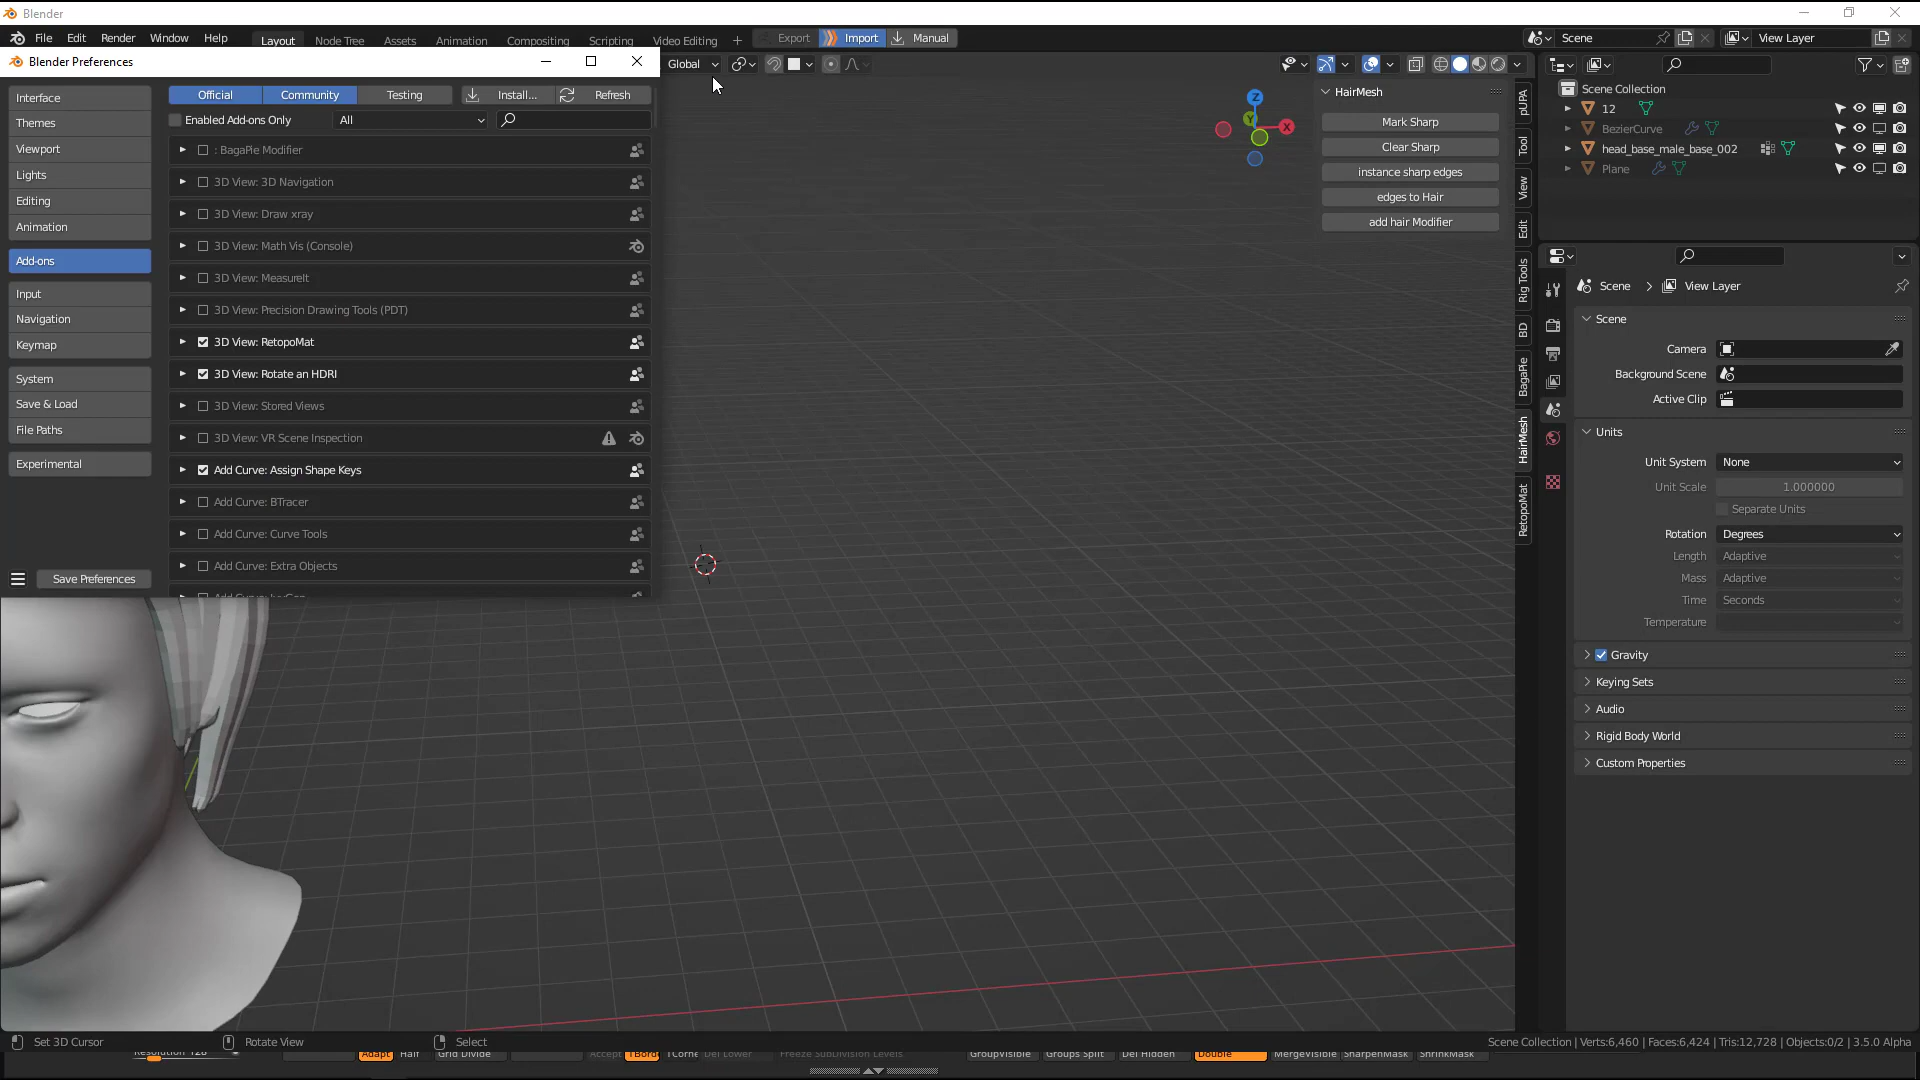 Blender
File Edit Render Window Help Layout Node Tree Assets Animation Compositing Scripting Video Editing + Export Import Manual Scene View Layer
Blender Preferences
Global
Interface
Themes
Viewport
Lights
Editing
Animation
Add-ons
Input
Navigation
Keymap
System
Save & Load
File Paths
Experimental
Save Preferences
Official Community Testing Install... Refresh
Enabled Add-ons Only All
: BagaPie Modifier
3D View: 3D Navigation
3D View: Draw xray
3D View: Math Vis (Console)
3D View: MeasureIt
3D View: Precision Drawing Tools (PDT)
3D View: RetopoMat
3D View: Rotate an HDRI
3D View: Stored Views
3D View: VR Scene Inspection
Add Curve: Assign Shape Keys
Add Curve: BTracer
Add Curve: Curve Tools
Add Curve: Extra Objects
Z
Y
X
HairMesh
Mark Sharp
Clear Sharp
instance sharp edges
edges to Hair
add hair Modifier
pUPA
Tool
View
Edit
Rig Tools
BD
BagaPie
HairMesh
RetopoMat
Scene Collection
12
BezierCurve
head_base_male_base_002
Plane
Scene View Layer
Scene
Camera
Background Scene
Active Clip
Units
Unit System None
Unit Scale 1.000000
Separate Units
Rotation Degrees
Length Adaptive
Mass Adaptive
Time Seconds
Temperature
Gravity
Keying Sets
Audio
Rigid Body World
Custom Properties
Set 3D Cursor Rotate View Select Scene Collection | Verts:6,460 | Faces:6,424 | Tris:12,728 | Objects:0/2 | 3.5.0 Alpha
Resolution 128 Adapt Half Grid Divide Accept TBord TCorne Del Lower Freeze SubDivision Levels GroupVisible Groups Split Del Hidden Double MergeVisible SharpenMask ShrinkMask